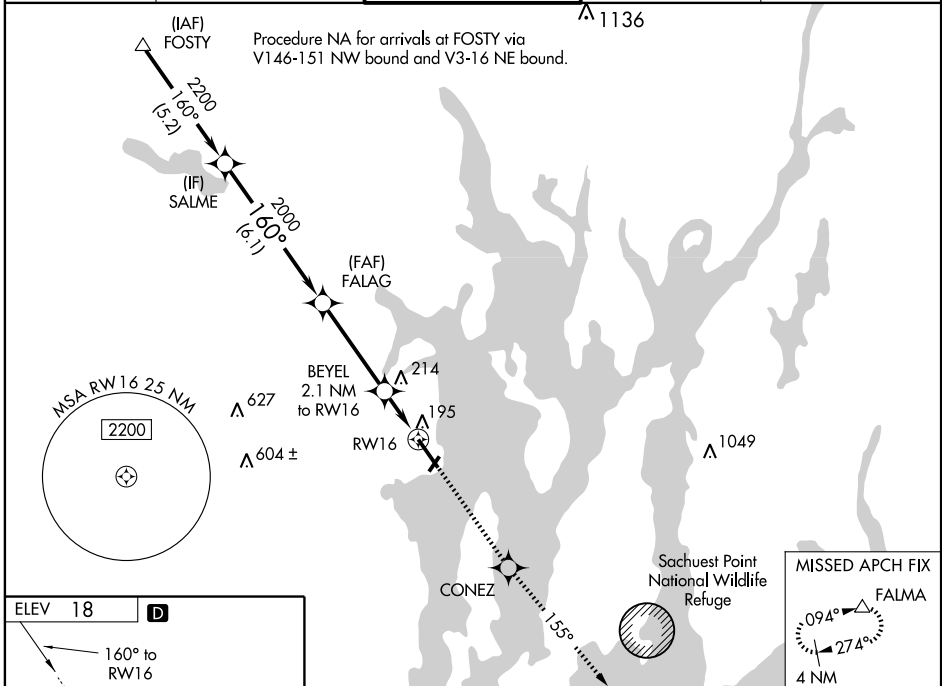 1136
(IAF)
FOSTY
Procedure NA for arrivals at FOSTY via
V146-151 NW bound and V3-16 NE bound.
2200
160°
(5.2)
(IF)
SALME
2000
160°
(6.1)
(FAF)
FALAG
BEYEL
2.1 NM
to RW16
214
195
RW16
MSA RW16 25 NM
2200
627
604 ±
1049
CONEZ
155°
Sachuest Point
National Wildlife
Refuge
MISSED APCH FIX
FALMA
094°
274°
4 NM
ELEV 18
D
160° to
RW16